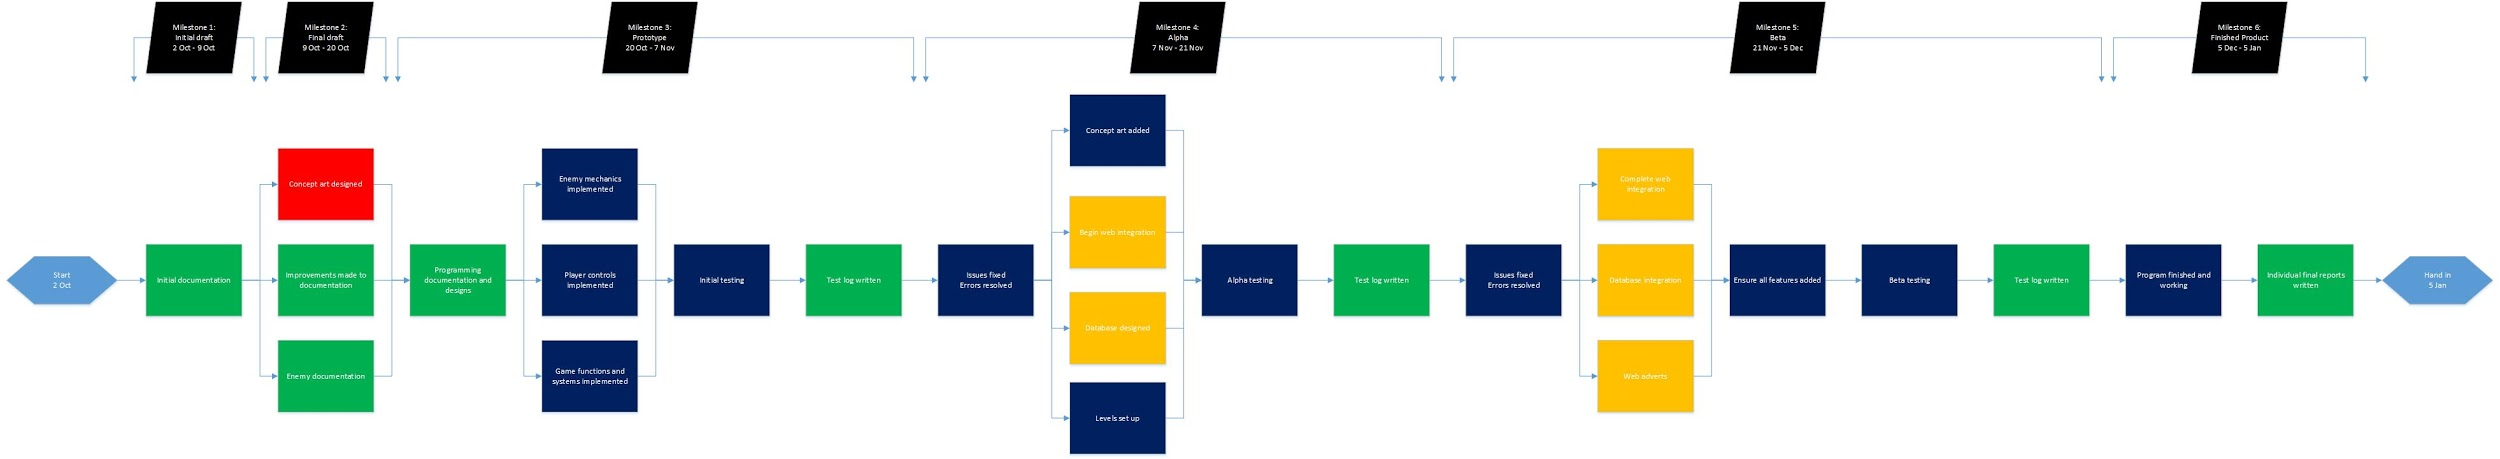 Milestone 1:
Initial draft
2 Oct - 9 Oct
Milestone 2:
Final draft
9 Oct - 20 Oct
Milestone 3:
Prototype
20 Oct - 7 Nov
Milestone 4:
Alpha
7 Nov - 21 Nov
Milestone 5:
Beta
21 Nov - 5 Dec
Milestone 6:
Finished Product
5 Dec - 5 Jan
Start
2 Oct
Initial documentation
Concept art designed
Improvements made to
documentation
Enemy documentation
Programming
documentation and
designs
Enemy mechanics
implemented
Player controls
implemented
Game functions and
systems implemented
Initial testing
Test log written
Issues fixed
Errors resolved
Concept art added
Begin web integration
Database designed
Levels set up
Alpha testing
Test log written
Issues fixed
Errors resolved
Complete web
integration
Database integration
Web adverts
Ensure all features added
Beta testing
Test log written
Program finished and
working
Individual final reports
written
Hand in
5 Jan